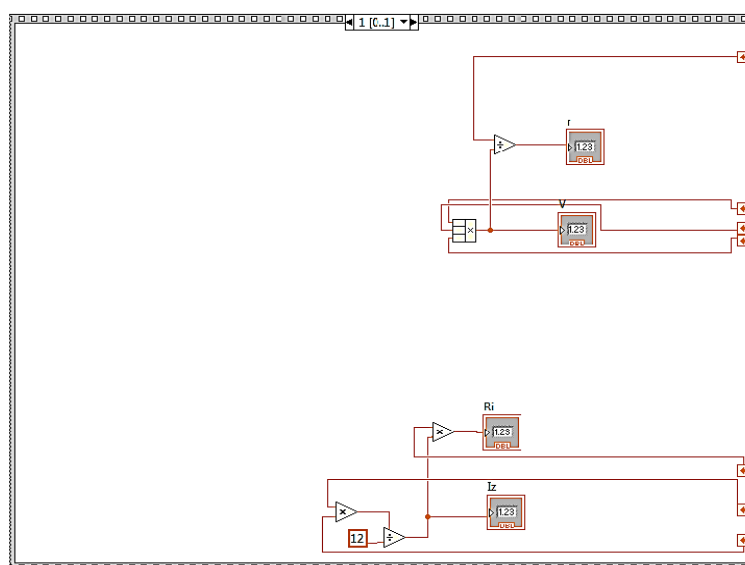 1 [0..1]
r
÷
1.23
DBL
V
×
1.23
DBL
Ri
×
1.23
DBL
Iz
×
1.23
DBL
12
÷